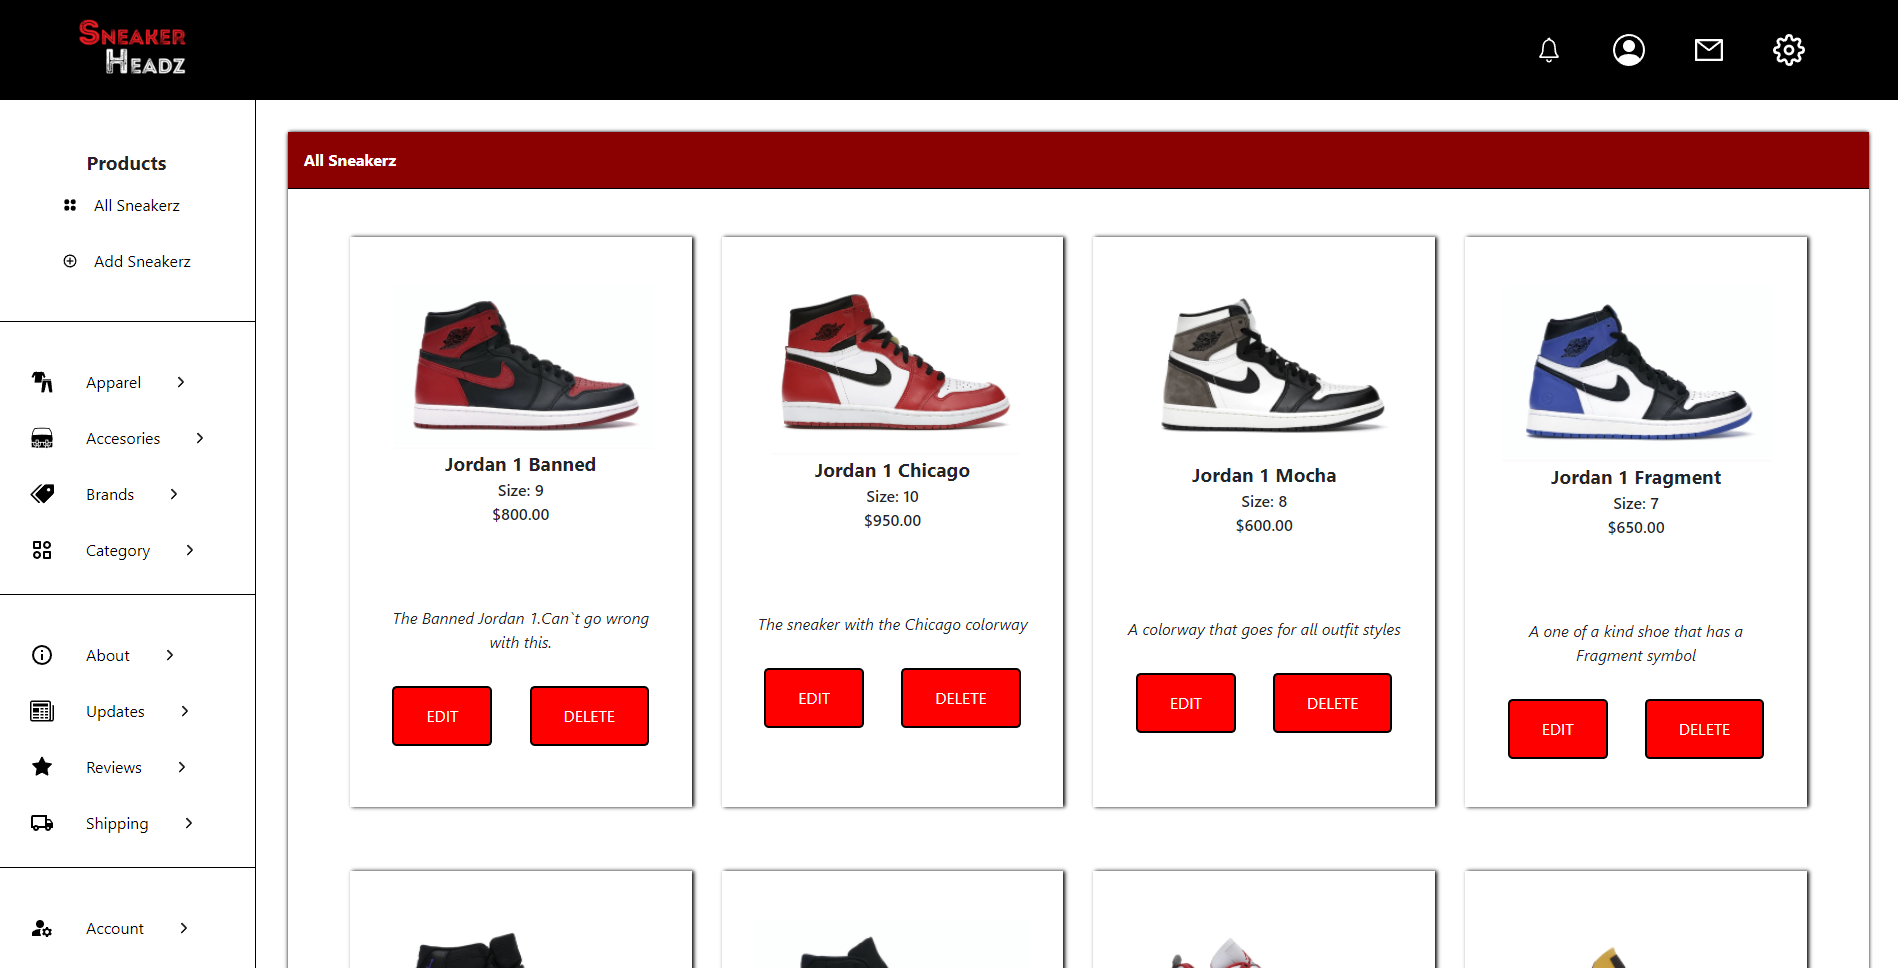 Sneaker
Headz
Products
All Sneakerz
Add Sneakerz
Apparel
Accesories
Brands
Category
About
Updates
Reviews
Shipping
Account
All Sneakerz
Jordan 1 Banned
Size: 9
$800.00
The Banned Jordan 1.Can`t go wrong
with this.
EDIT DELETE
Jordan 1 Chicago
Size: 10
$950.00
The sneaker with the Chicago colorway
EDIT DELETE
Jordan 1 Mocha
Size: 8
$600.00
A colorway that goes for all outfit styles
EDIT DELETE
Jordan 1 Fragment
Size: 7
$650.00
A one of a kind shoe that has a
Fragment symbol
EDIT DELETE